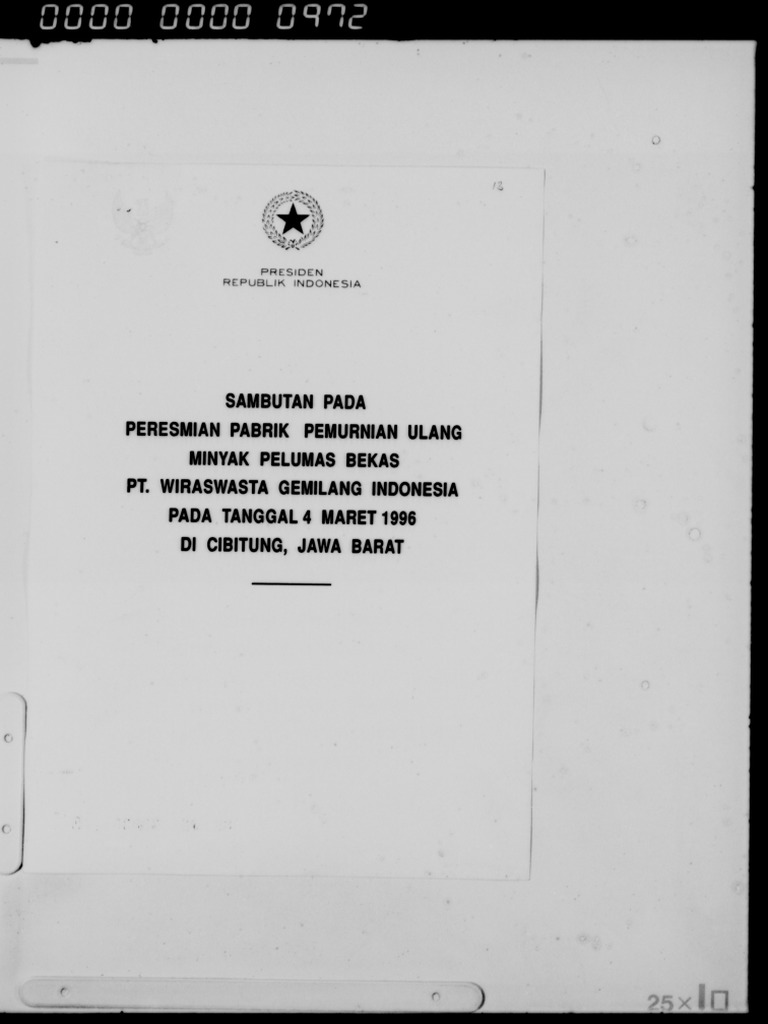 0000 0000 0972
18
PRESIDEN
REPUBLIK INDONESIA
SAMBUTAN PADA
PERESMIAN PABRIK PEMURNIAN ULANG
MINYAK PELUMAS BEKAS
PT. WIRASWASTA GEMILANG INDONESIA
PADA TANGGAL 4 MARET 1996
DI CIBITUNG, JAWA BARAT
25×